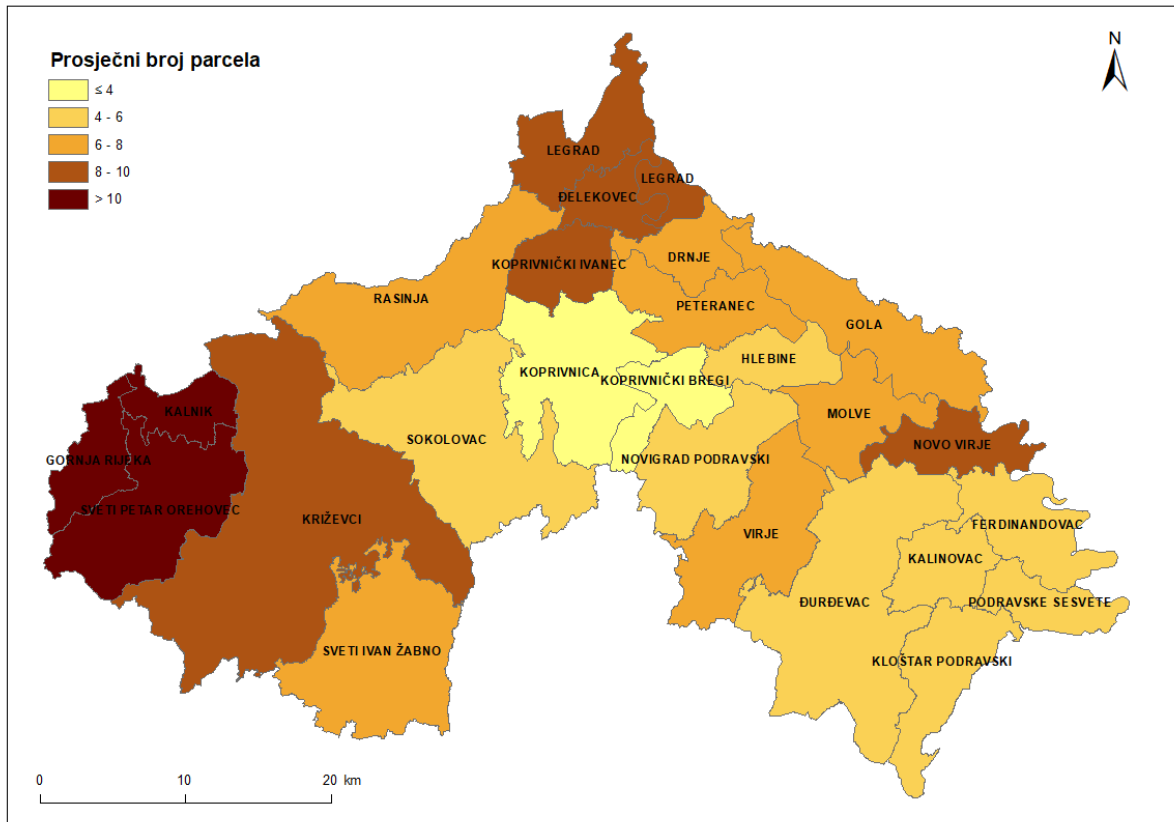 Prosječni broj parcela
≤ 4
4 - 6
6 - 8
8 - 10
> 10
N
LEGRAD
LEGRAD
ĐELEKOVEC
KOPRIVNIČKI IVANEC
DRNJE
RASINJA
PETERANEC
GOLA
HLEBINE
KOPRIVNICA
KOPRIVNIČKI BREGI
KALNIK
MOLVE
SOKOLOVAC
NOVO VIRJE
GORNJA RIJEKA
NOVIGRAD PODRAVSKI
SVETI PETAR OREHOVEC
KRIŽEVCI
FERDINANDOVAC
VIRJE
KALINOVAC
ĐURĐEVAC
PODRAVSKE SESVETE
SVETI IVAN ŽABNO
KLOŠTAR PODRAVSKI
0 10 20 km